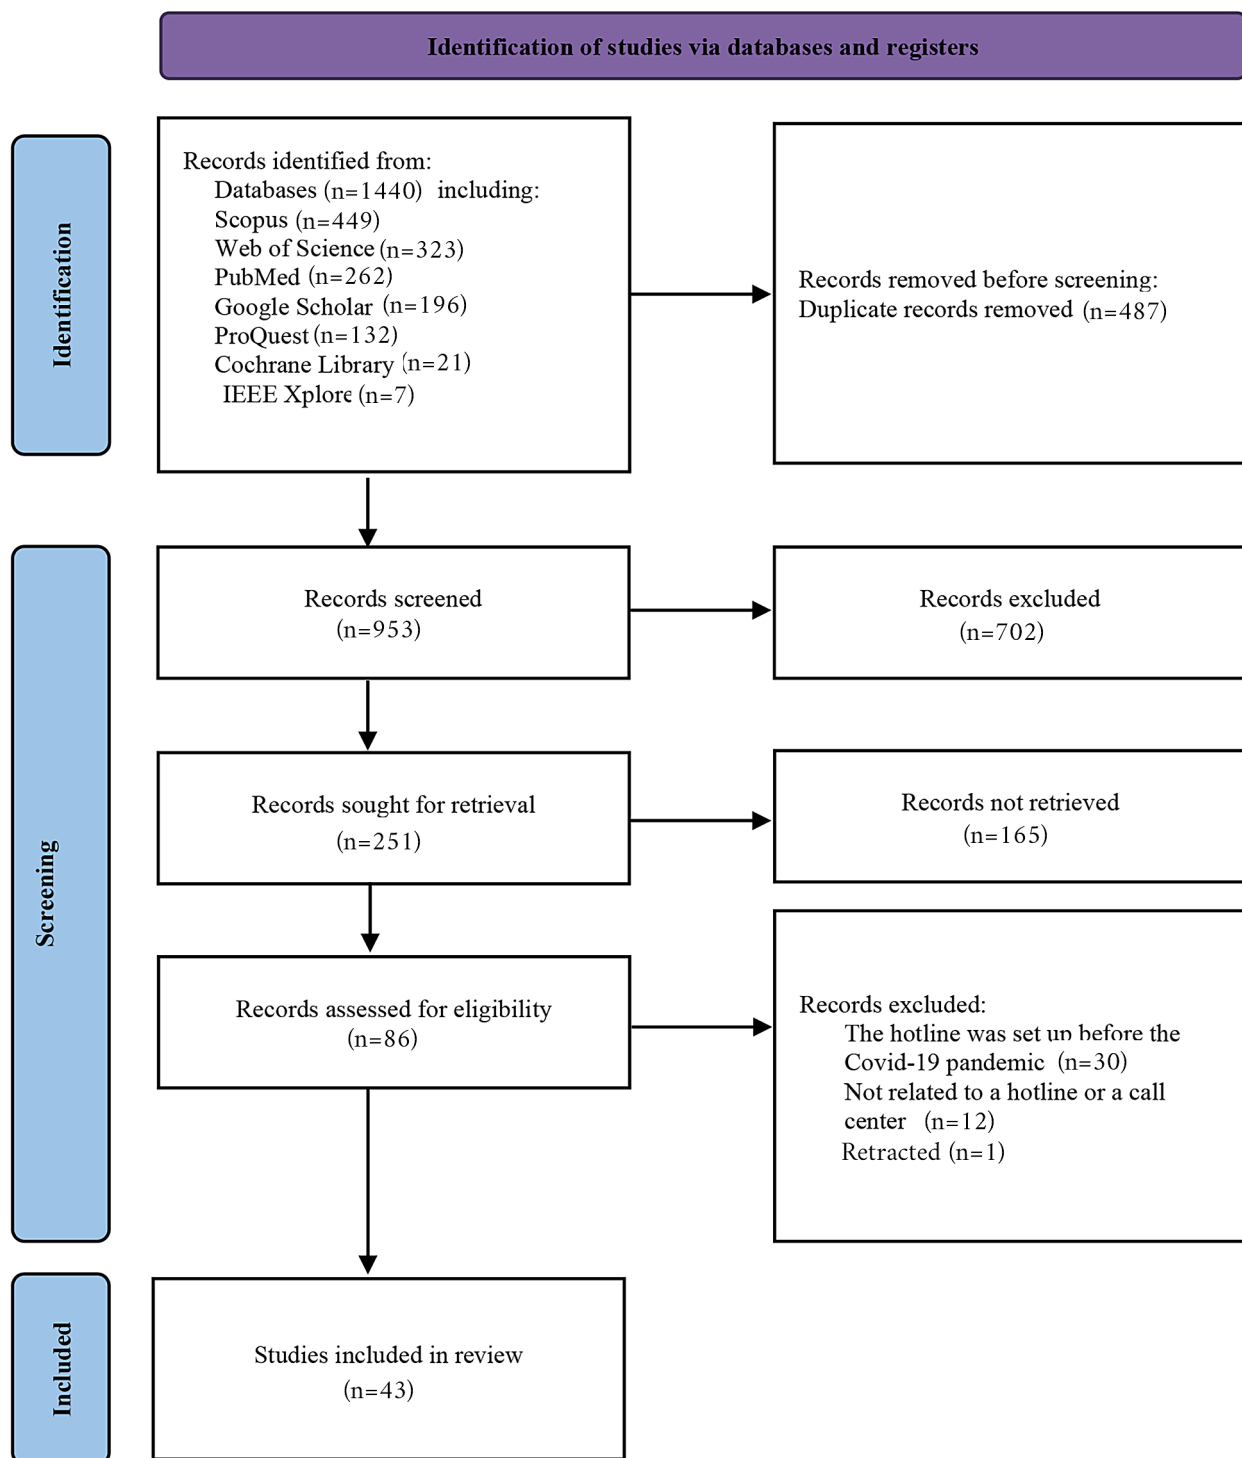 Identification of studies via databases and registers
Identification
Records identified from:
Databases (n=1440) including:
Scopus (n=449)
Web of Science (n=323)
PubMed (n=262)
Google Scholar (n=196)
ProQuest (n=132)
Cochrane Library (n=21)
IEEE Xplore (n=7)
Records removed before screening:
Duplicate records removed (n=487)
Screening
Records screened
(n=953)
Records excluded
(n=702)
Records sought for retrieval
(n=251)
Records not retrieved
(n=165)
Records assessed for eligibility
(n=86)
Records excluded:
The hotline was set up before the
Covid-19 pandemic (n=30)
Not related to a hotline or a call
center (n=12)
Retracted (n=1)
Included
Studies included in review
(n=43)